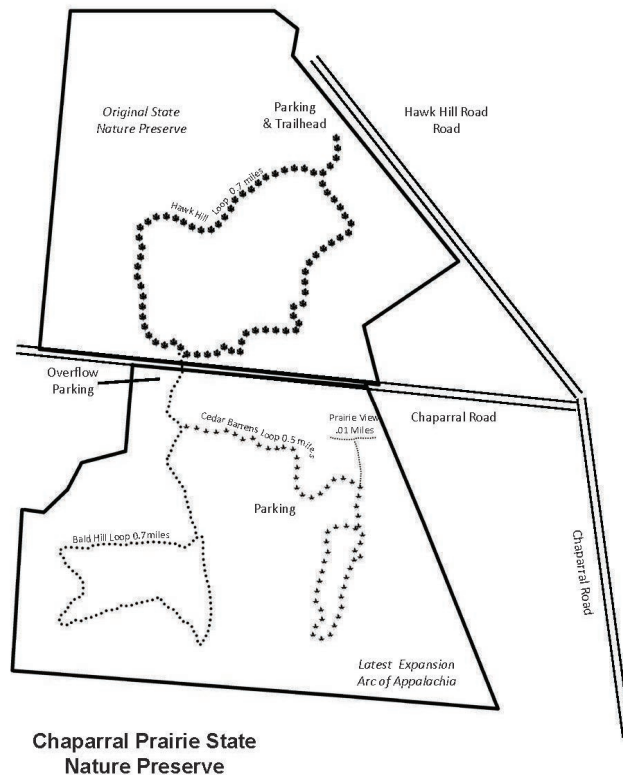 Original State
Nature Preserve
Parking
& Trailhead
Hawk Hill Road
Road
Hawk Hill Loop 0.7 miles
Overflow
Parking
Chaparral Road
Cedar Barrens Loop 0.5 miles
Prairie View
.01 Miles
Parking
Bald Hill Loop 0.7miles
Chaparral Road
Latest Expansion
Arc of Appalachia
Chaparral Prairie State
Nature Preserve